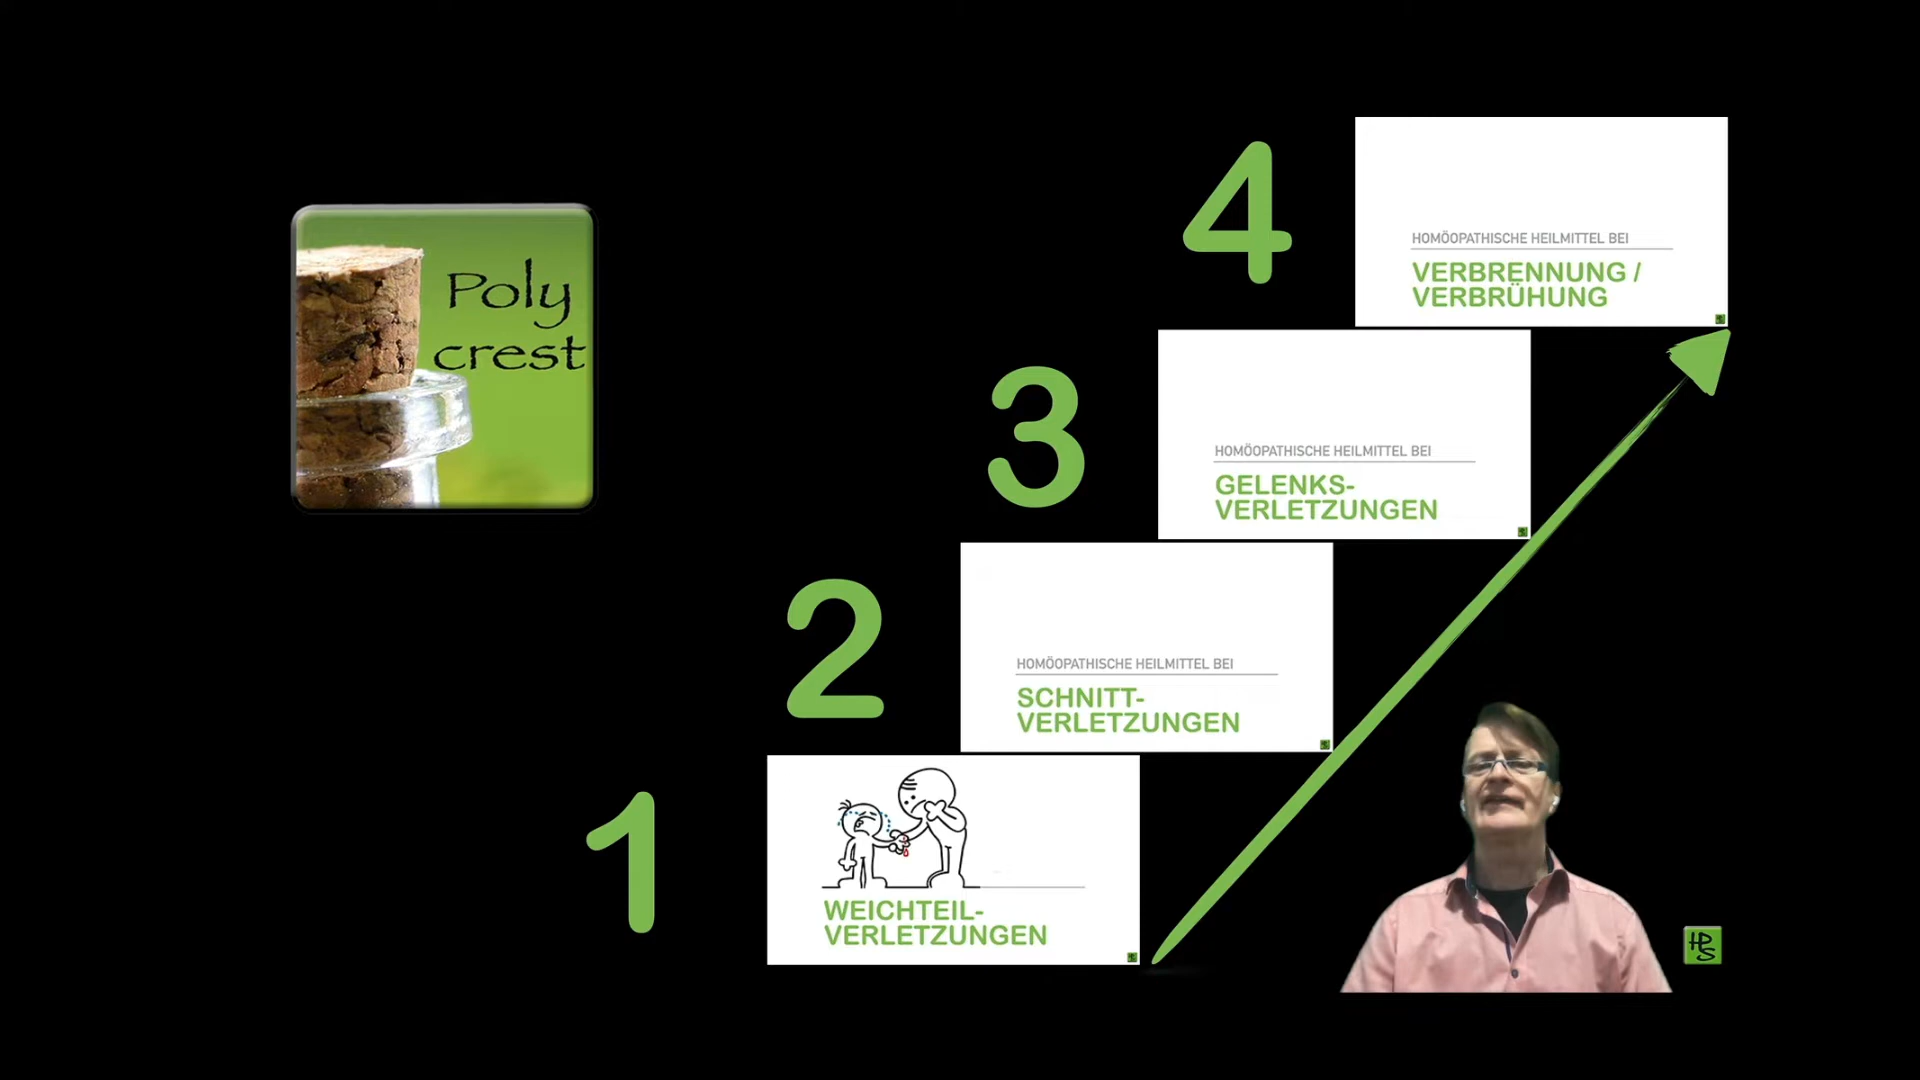 Poly
crest
4
HOMÖOPATHISCHE HEILMITTEL BEI
VERBRENNUNG /
VERBRÜHUNG
3
HOMÖOPATHISCHE HEILMITTEL BEI
GELENKS-
VERLETZUNGEN
2
HOMÖOPATHISCHE HEILMITTEL BEI
SCHNITT-
VERLETZUNGEN
1
WEICHTEIL-
VERLETZUNGEN
HPS